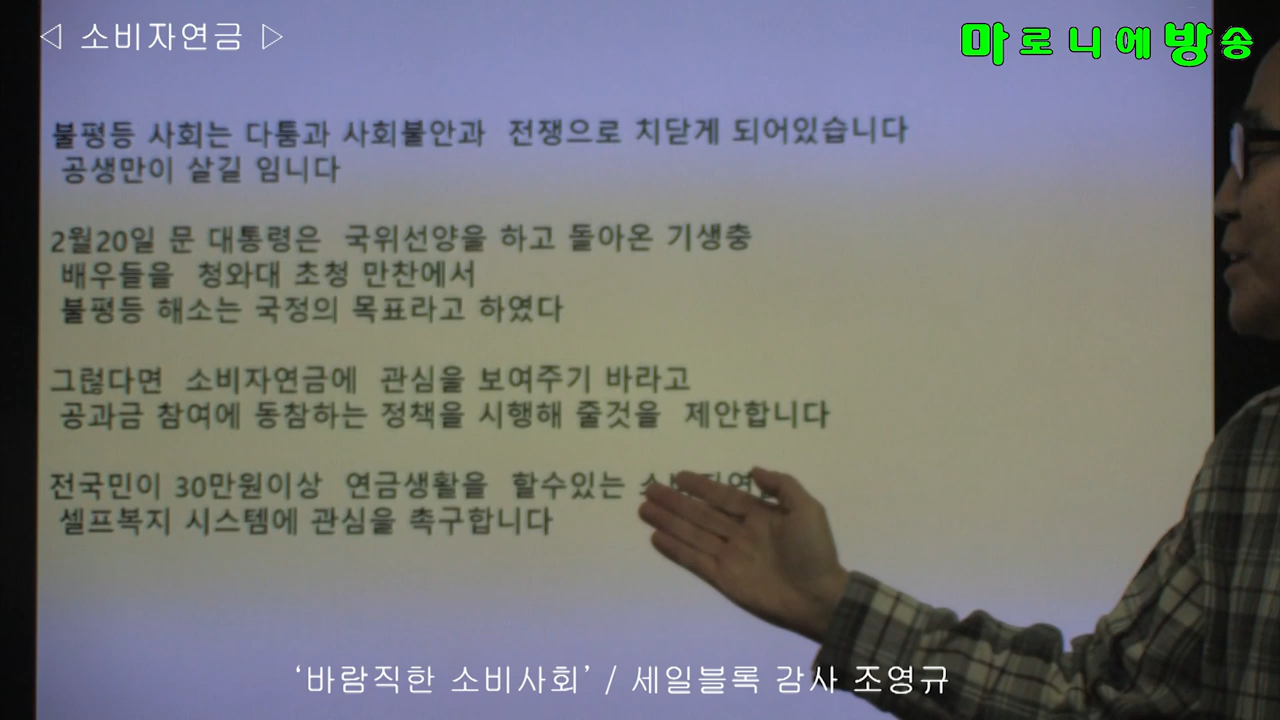 ◁ 소비자연금 ▷
마로니에방송
불평등 사회는 다툼과 사회불안과 전쟁으로 치닫게 되어있습니다
공생만이 살길 임니다
2월20일 문 대통령은 국위선양을 하고 돌아온 기생충
배우들을 청와대 초청 만찬에서
불평등 해소는 국정의 목표라고 하였다
그렇다면 소비자연금에 관심을 보여주기 바라고
공과금 참여에 동참하는 정책을 시행해 줄것을 제안합니다
전국민이 30만원이상 연금생활을 할수있는
셀프복지 시스템에 관심을 촉구합니다
‘바람직한 소비사회’ / 세일블록 감사 조영규